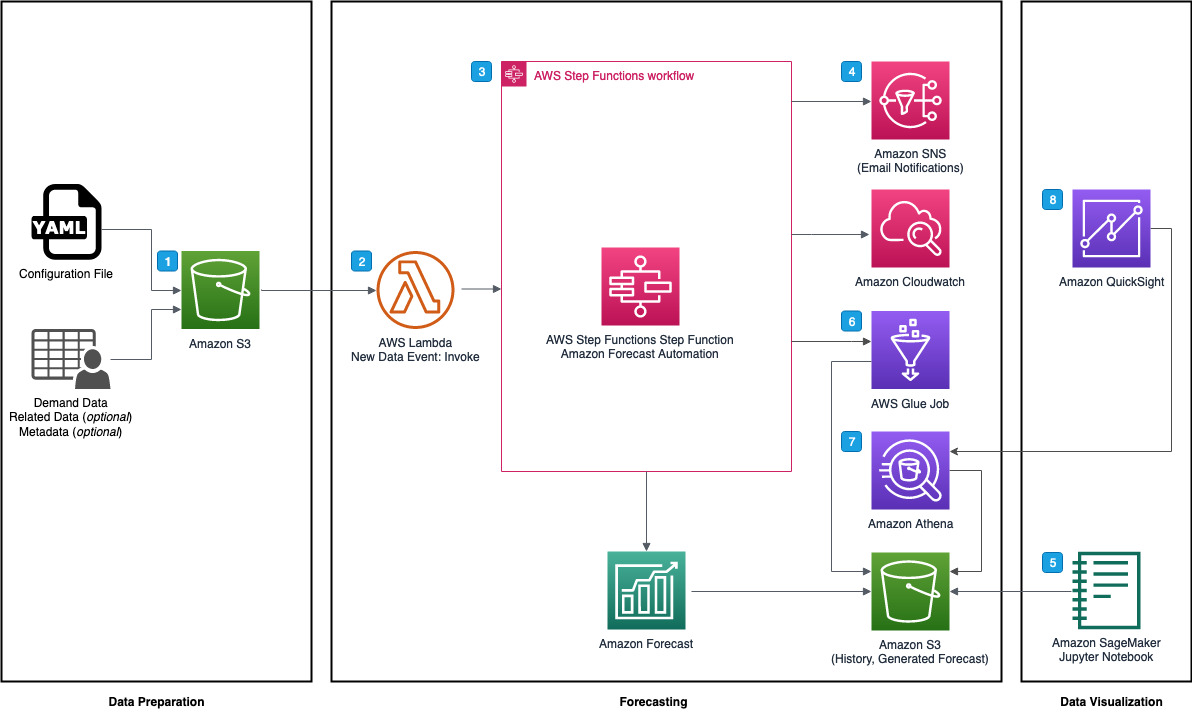 YAML
Configuration File
Demand Data
Related Data (optional)
Metadata (optional)
1
Amazon S3
2
AWS Lambda
New Data Event: Invoke
3
AWS Step Functions workflow
AWS Step Functions Step Function
Amazon Forecast Automation
Amazon Forecast
4
Amazon SNS
(Email Notifications)
Amazon Cloudwatch
6
AWS Glue Job
7
Amazon Athena
Amazon S3
(History, Generated Forecast)
8
Amazon QuickSight
5
Amazon SageMaker
Jupyter Notebook
Data Preparation
Forecasting
Data Visualization